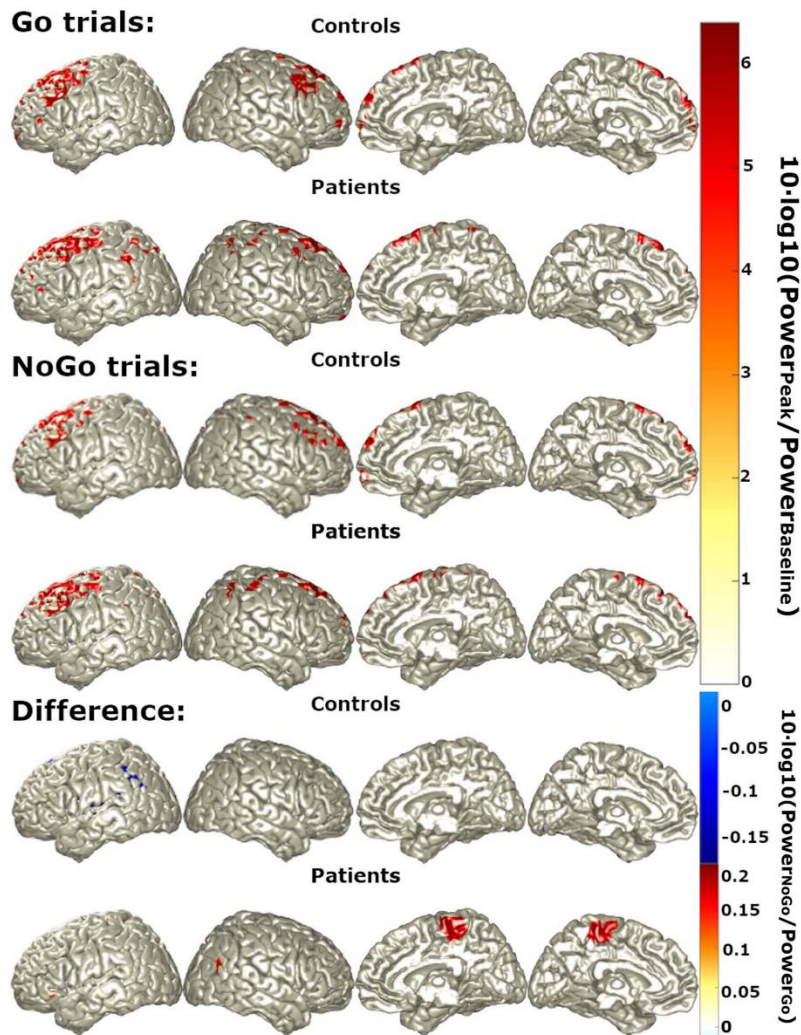 Go trials:
Controls
Patients
Controls
NoGo trials:
Patients
Controls
Difference:
Patients
6
5
4
3
2
1
0
10·log10(PowerPeak/PowerBaseline)
0
-0.05
-0.1
-0.15
0.2
0.15
0.1
0.05
0
10·log10(PowerNoGo/PowerGo)